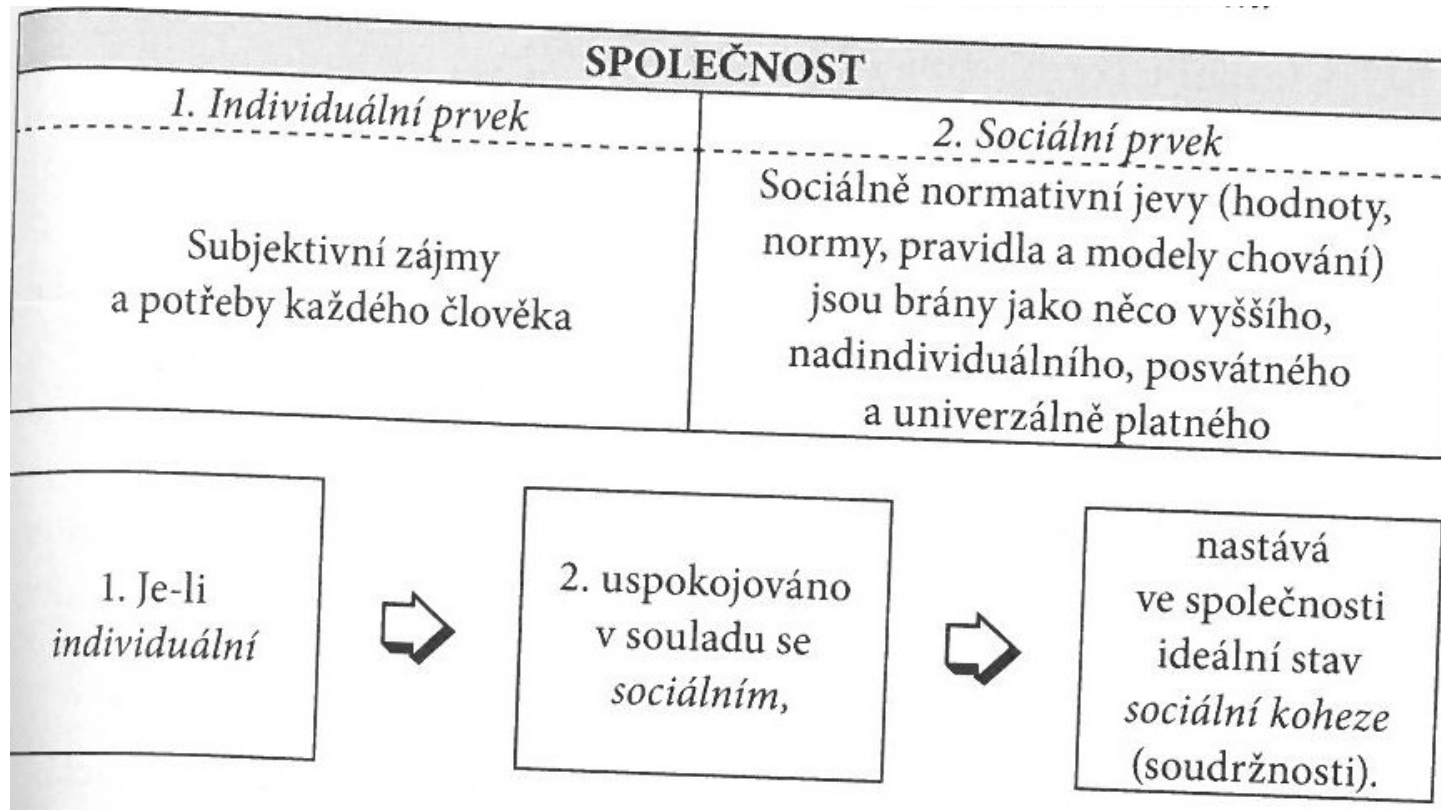 SPOLEČNOST
1. Individuální prvek
Subjektivní zájmy
a potřeby každého člověka
2. Sociální prvek
Sociálně normativní jevy (hodnoty,
normy, pravidla a modely chování)
jsou brány jako něco vyššího,
nadindividuálního, posvátného
a univerzálně platného
1. Je-li
individuální
2. uspokojováno
v souladu se
sociálním,
nastává
ve společnosti
ideální stav
sociální koheze
(soudržnosti).